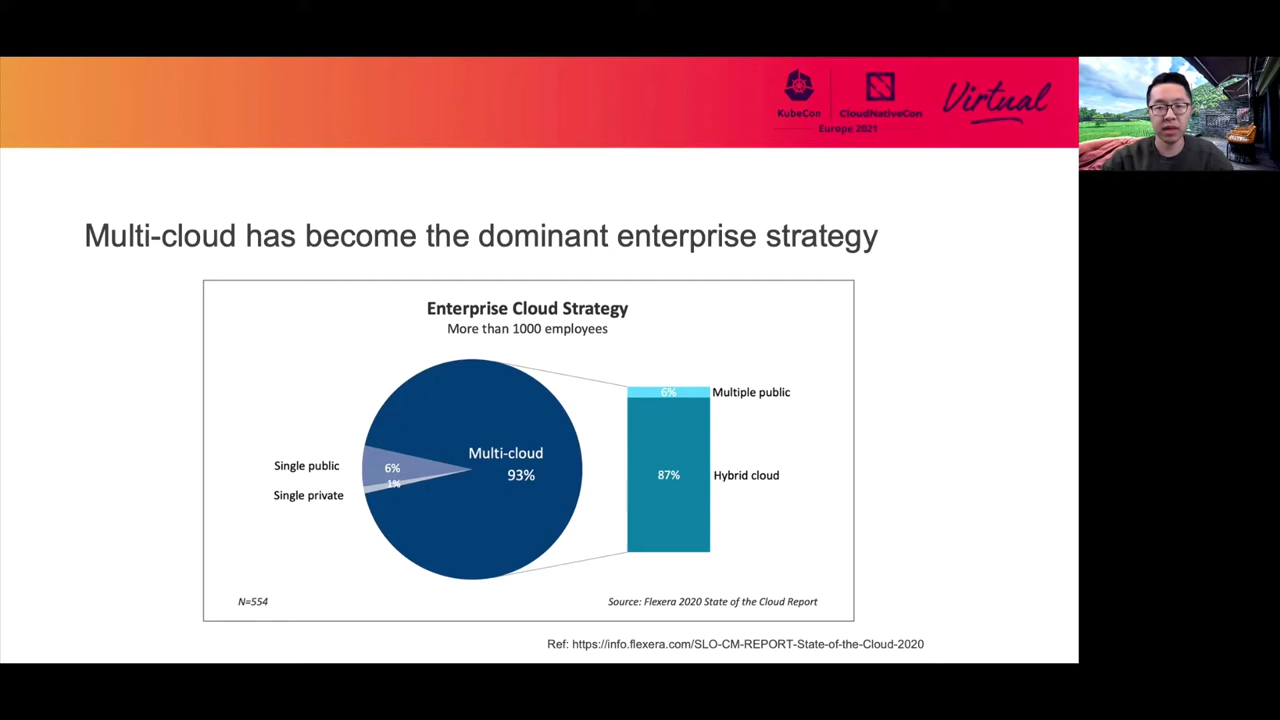 KubeCon
CloudNativeCon
Europe 2021
Virtual
Multi-cloud has become the dominant enterprise strategy
Enterprise Cloud Strategy
More than 1000 employees
6%
Multiple public
Multi-cloud
93%
Single public
6%
1%
Single private
87%
Hybrid cloud
N=554
Source: Flexera 2020 State of the Cloud Report
Ref: https://info.flexera.com/SLO-CM-REPORT-State-of-the-Cloud-2020